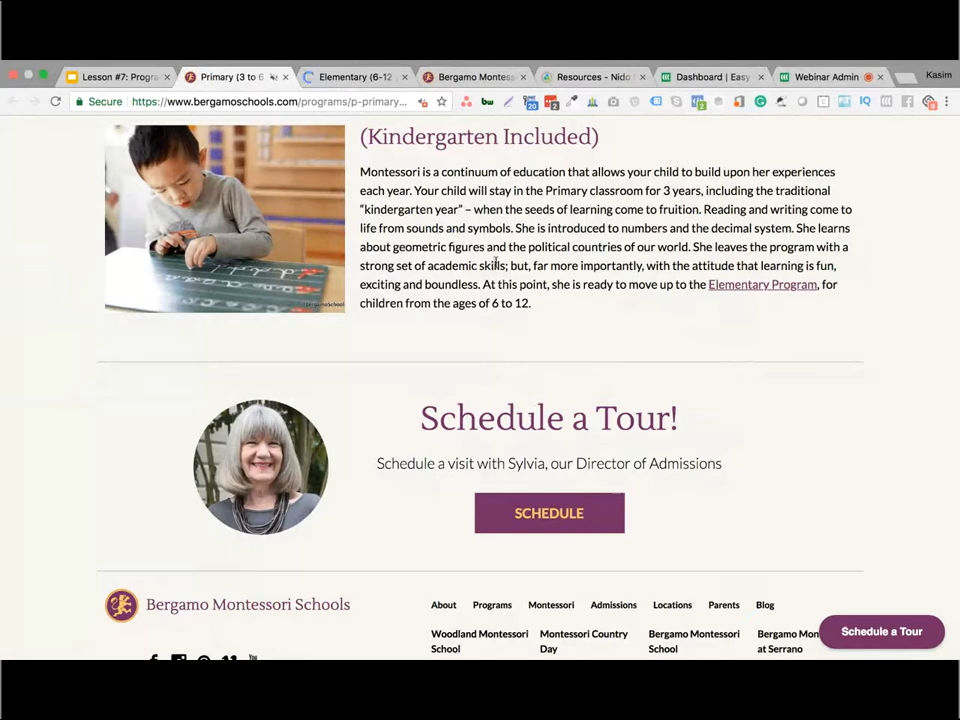 Lesson #7: Progra
Primary (3 to 6
Elementary (6-12
Bergamo Montess
Resources - Nido
Dashboard | Easy
Webinar Admin
Kasim
Secure
https://www.bergamoschools.com/programs/p-primary...
(Kindergarten Included)
Montessori is a continuum of education that allows your child to build upon her experiences
each year. Your child will stay in the Primary classroom for 3 years, including the traditional
“kindergarten year” – when the seeds of learning come to fruition. Reading and writing come to
life from sounds and symbols. She is introduced to numbers and the decimal system. She learns
about geometric figures and the political countries of our world. She leaves the program with a
strong set of academic skills; but, far more importantly, with the attitude that learning is fun,
exciting and boundless. At this point, she is ready to move up to the Elementary Program, for
children from the ages of 6 to 12.
Schedule a Tour!
Schedule a visit with Sylvia, our Director of Admissions
SCHEDULE
Bergamo Montessori Schools
About Programs Montessori Admissions Locations Parents Blog
Woodland Montessori School
Montessori Country Day
Bergamo Montessori School
Bergamo Mon
at Serrano
Schedule a Tour